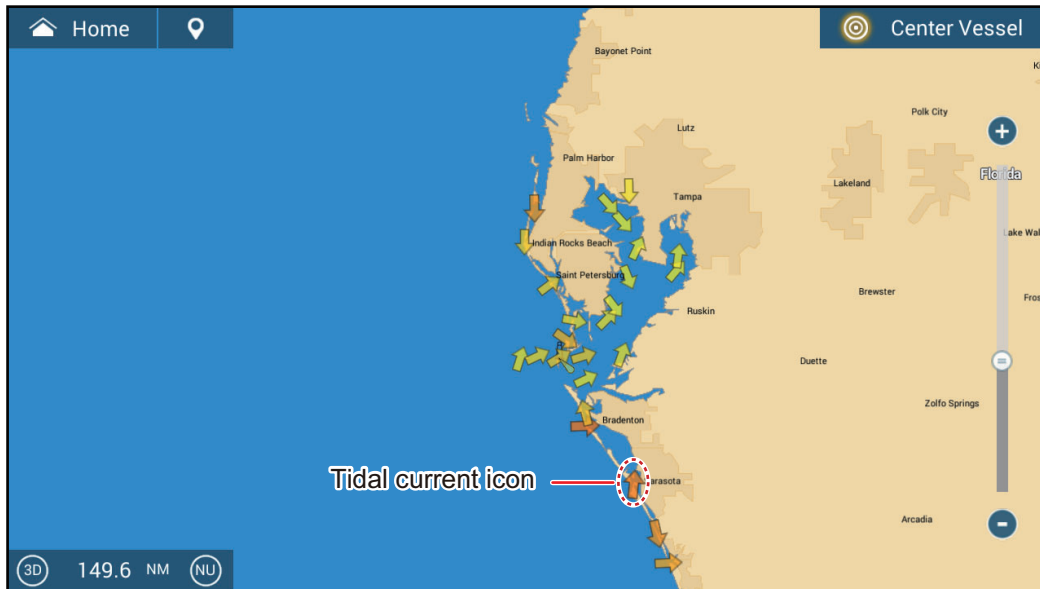 Home
Center Vessel
Bayonet Point
Polk City
Lutz
Palm Harbor
Florida
Lakeland
Tampa
Lake Wal
Indian Rocks Beach
Saint Petersburg
Brewster
Fros
Ruskin
Duette
Zolfo Springs
Bradenton
Tidal current icon
arasota
Arcadia
3D 149.6 NM NU